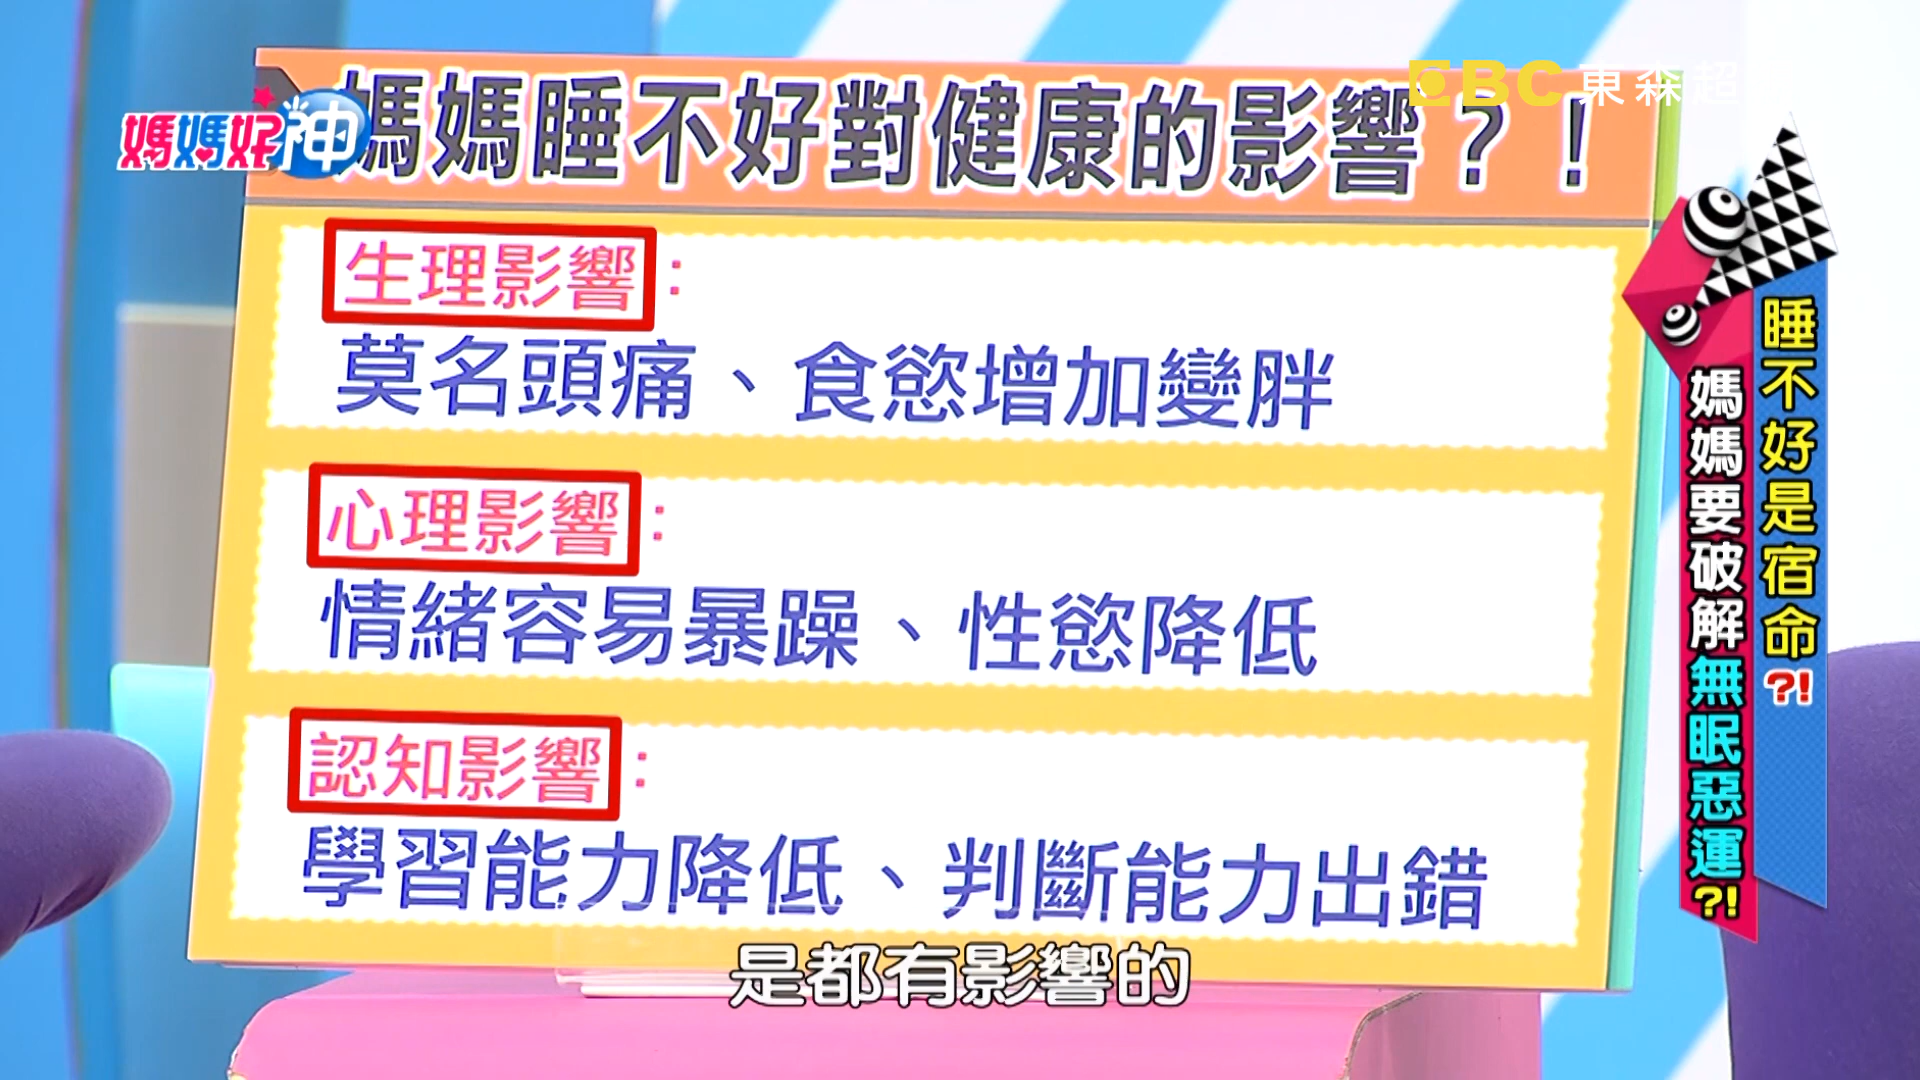 EBC 東森超
媽媽好神
媽媽睡不好對健康的影響?!
生理影響:
莫名頭痛、食慾增加變胖
心理影響:
情緒容易暴躁、性慾降低
認知影響:
學習能力降低、判斷能力出錯
睡不好是宿命?!
媽媽要破解無眠惡運?!
是都有影響的